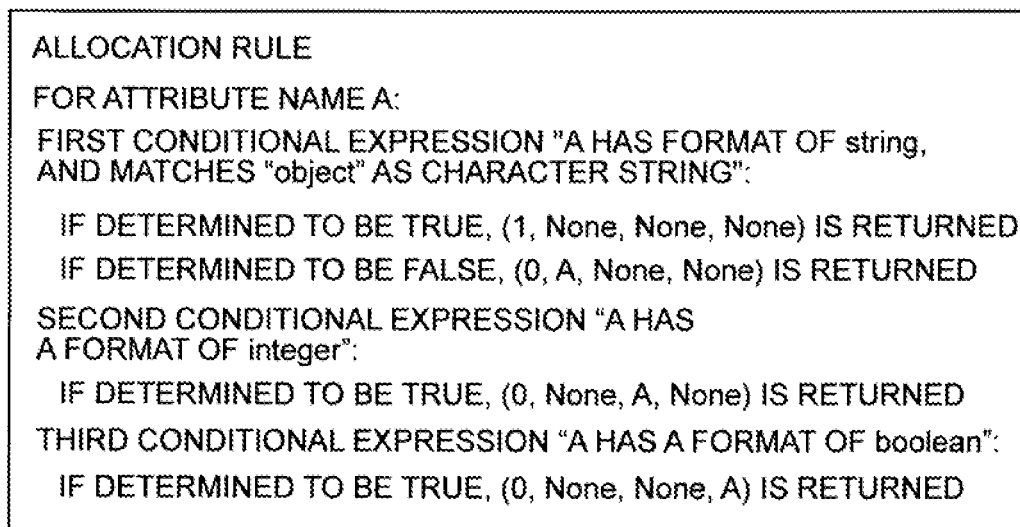 ALLOCATION RULE
FOR ATTRIBUTE NAME A:
FIRST CONDITIONAL EXPRESSION "A HAS FORMAT OF string,
AND MATCHES "object" AS CHARACTER STRING":
IF DETERMINED TO BE TRUE, (1, None, None, None) IS RETURNED
IF DETERMINED TO BE FALSE, (0, A, None, None) IS RETURNED
SECOND CONDITIONAL EXPRESSION “A HAS
A FORMAT OF integer”:
IF DETERMINED TO BE TRUE, (0, None, A, None) IS RETURNED
THIRD CONDITIONAL EXPRESSION “A HAS A FORMAT OF boolean”:
IF DETERMINED TO BE TRUE, (0, None, None, A) IS RETURNED